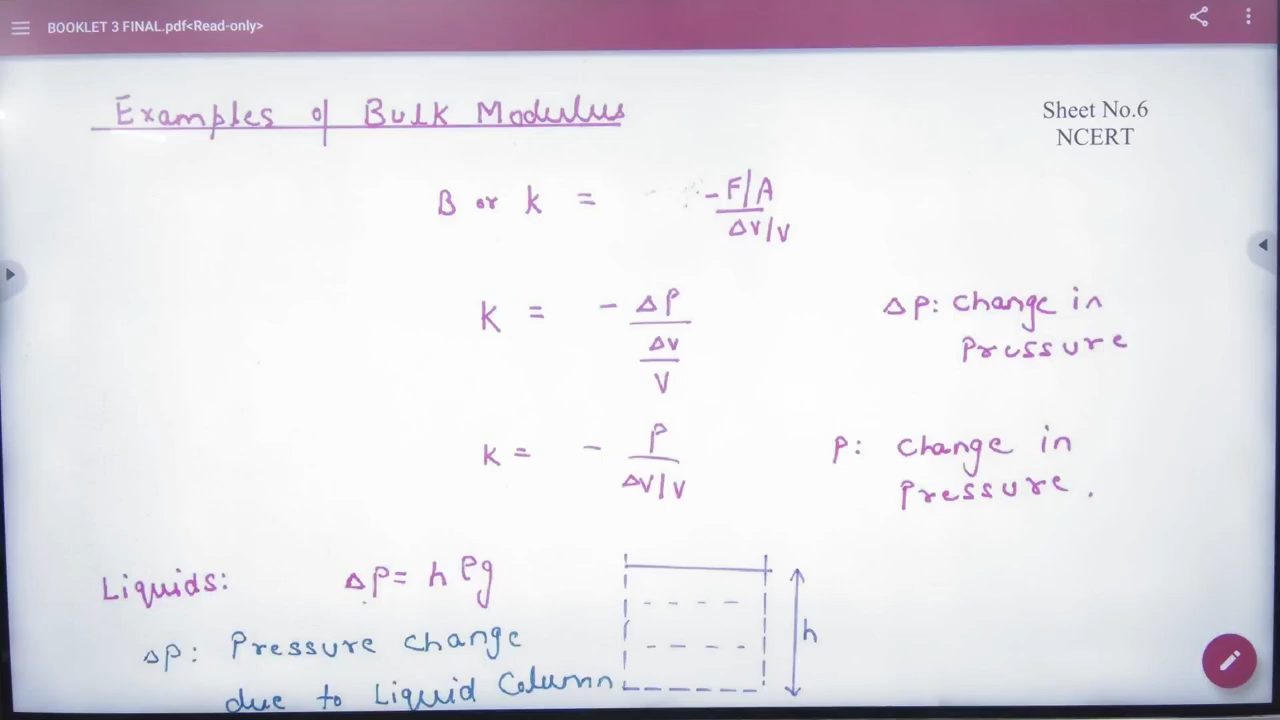 BOOKLET 3 FINAL.pdf<Read-only>
Examples of Bulk Modulus
Sheet No.6
NCERT
B or k = -F/A
ΔV/V
K = - ΔP
ΔV
V
ΔP: Change in
Pressure
K = - P
ΔV/V
P: Change in
Pressure.
Liquids: ΔP = hρg
h
ΔP: Pressure change
due to Liquid Column